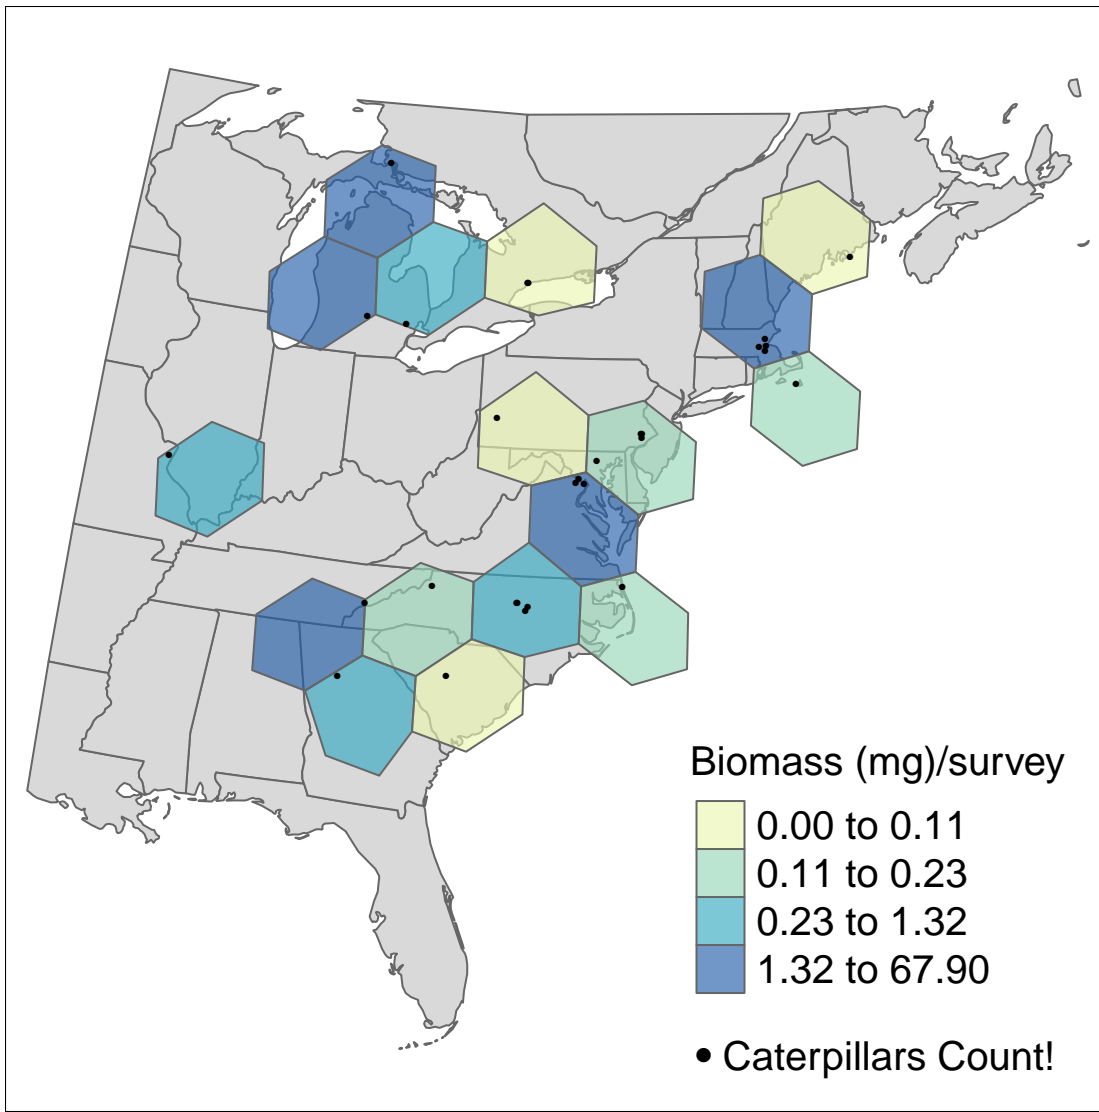 Biomass (mg)/survey
0.00 to 0.11
0.11 to 0.23
0.23 to 1.32
1.32 to 67.90
Caterpillars Count!